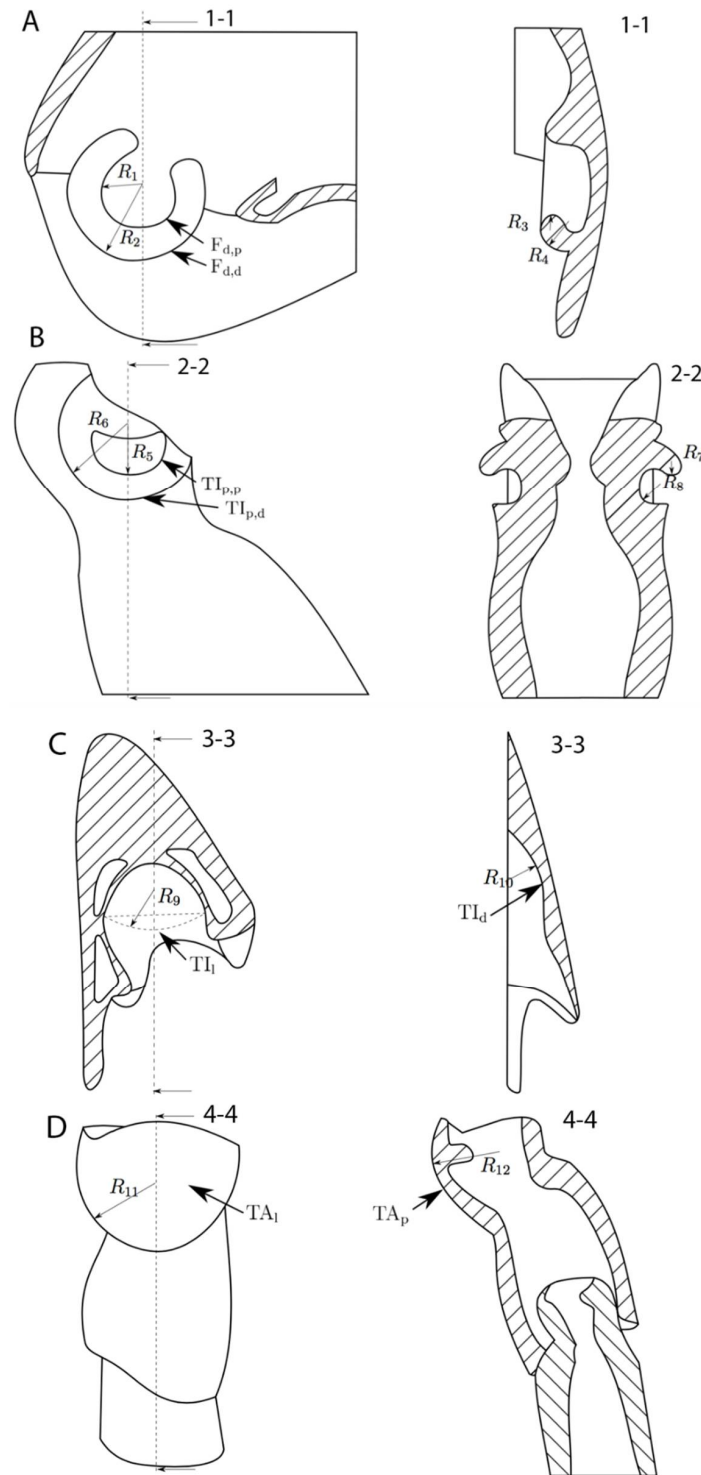 A
1-1
1-1
R1
R2
Fd,p
Fd,d
R3
R4
B
2-2
2-2
R6
R5
TIp,p
TIp,d
R7
R8
C
3-3
3-3
R9
TIl
R10
TId
D
4-4
4-4
R11
TAl
R12
TAp